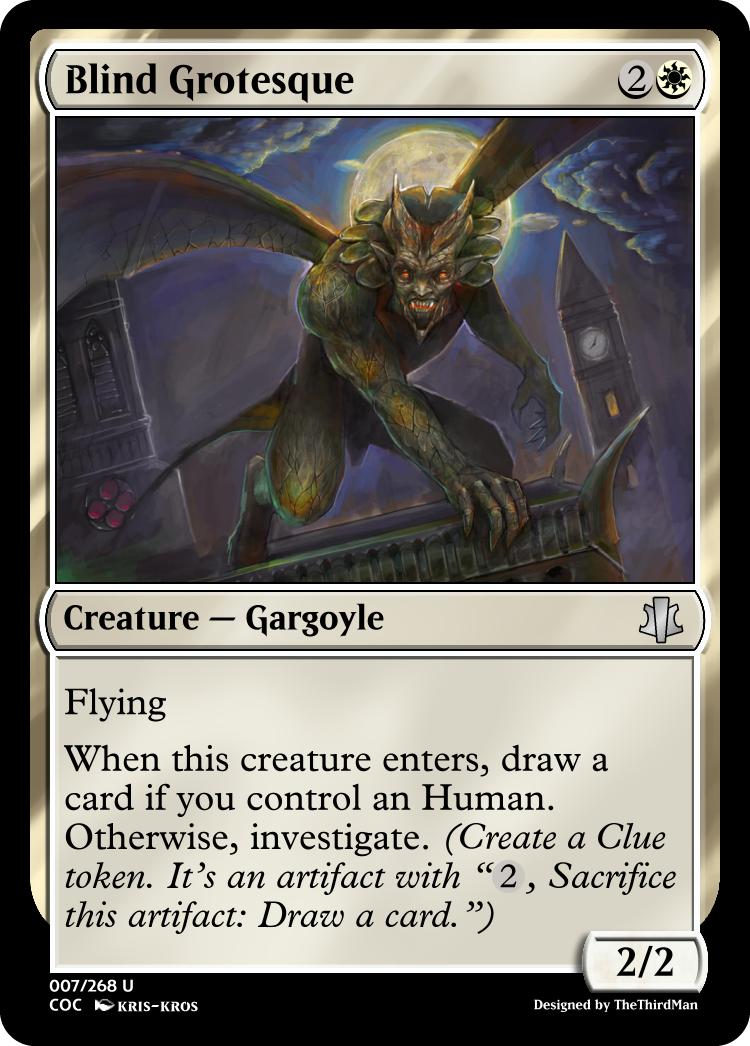 Blind Grotesque 2
Creature — Gargoyle
Flying
When this creature enters, draw a
card if you control an Human.
Otherwise, investigate. (Create a Clue
token. It's an artifact with “2, Sacrifice
this artifact: Draw a card.”)
2/2
007/268 U
COC KRIS-KROS
Designed by TheThirdMan